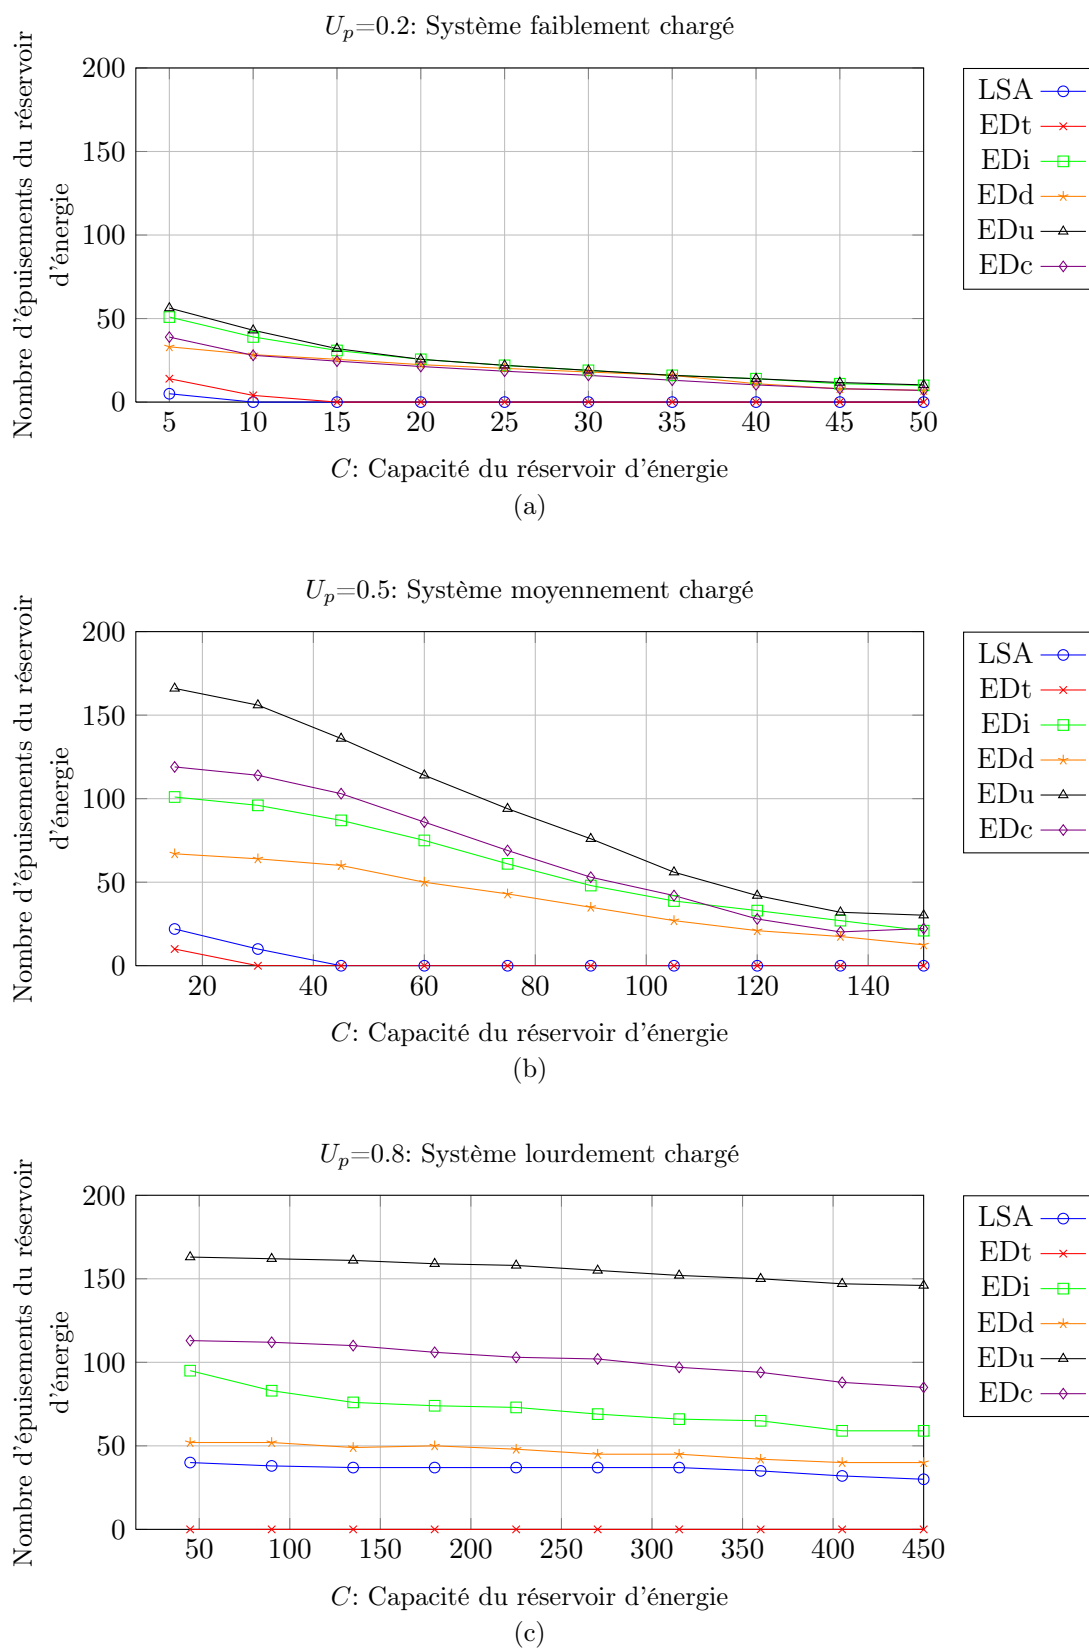 U_p=0.2: Système faiblement chargé
Nombre d'épuisements du réservoir
d'énergie
200
150
100
50
0
5 10 15 20 25 30 35 40 45 50
C: Capacité du réservoir d'énergie
(a)
LSA
EDt
EDi
EDd
EDu
EDc
U_p=0.5: Système moyennement chargé
Nombre d'épuisements du réservoir
d'énergie
200
150
100
50
0
20 40 60 80 100 120 140
C: Capacité du réservoir d'énergie
(b)
LSA
EDt
EDi
EDd
EDu
EDc
U_p=0.8: Système lourdement chargé
Nombre d'épuisements du réservoir
d'énergie
200
150
100
50
0
50 100 150 200 250 300 350 400 450
C: Capacité du réservoir d'énergie
(c)
LSA
EDt
EDi
EDd
EDu
EDc